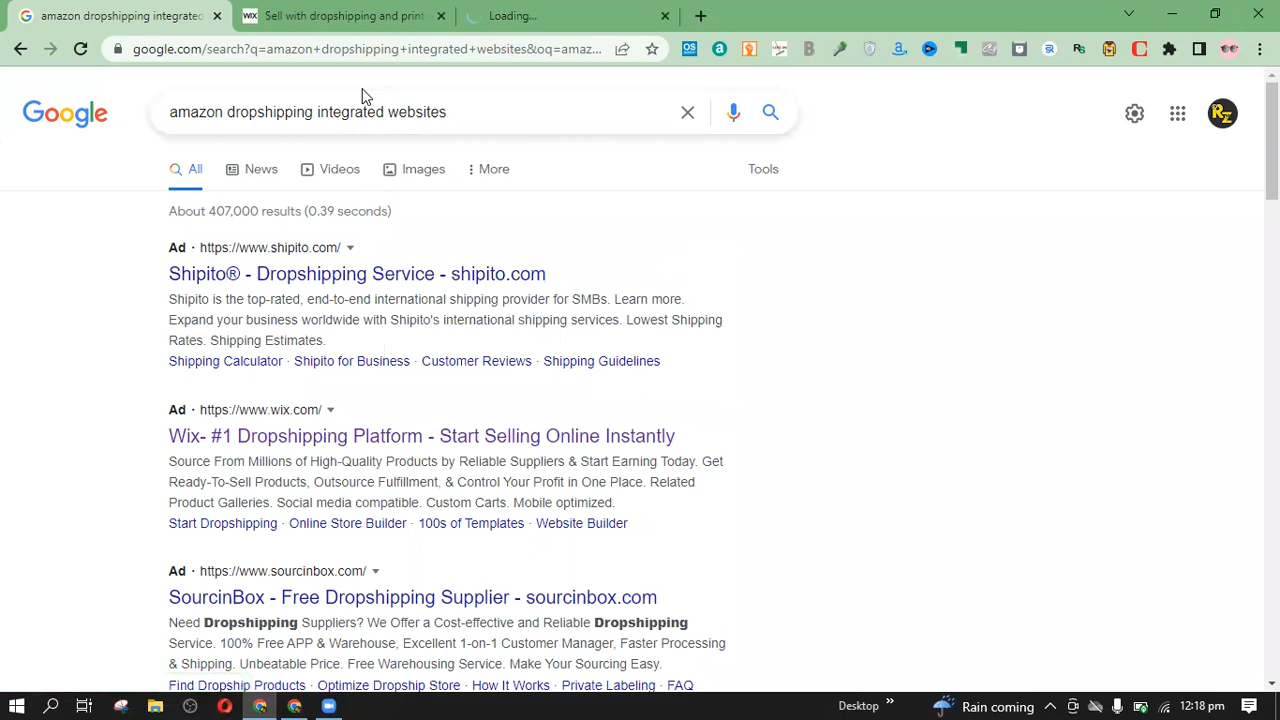 amazon dropshipping integrated
WIX Sell with dropshipping and print
Loading...
google.com/search?q=amazon+dropshipping+integrated+websites&oq=amaz...
Google
amazon dropshipping integrated websites
RZ
All News Videos Images More Tools
About 407,000 results (0.39 seconds)
Ad · https://www.shipito.com/
Shipito® - Dropshipping Service - shipito.com
Shipito is the top-rated, end-to-end international shipping provider for SMBs. Learn more.
Expand your business worldwide with Shipito's international shipping services. Lowest Shipping
Rates. Shipping Estimates.
Shipping Calculator · Shipito for Business · Customer Reviews · Shipping Guidelines
Ad · https://www.wix.com/
Wix- #1 Dropshipping Platform - Start Selling Online Instantly
Source From Millions of High-Quality Products by Reliable Suppliers & Start Earning Today. Get
Ready-To-Sell Products, Outsource Fulfillment, & Control Your Profit in One Place. Related
Product Galleries. Social media compatible. Custom Carts. Mobile optimized.
Start Dropshipping · Online Store Builder · 100s of Templates · Website Builder
Ad · https://www.sourcinbox.com/
SourcinBox - Free Dropshipping Supplier - sourcinbox.com
Need Dropshipping Suppliers? We Offer a Cost-effective and Reliable Dropshipping
Service. 100% Free APP & Warehouse, Excellent 1-on-1 Customer Manager, Faster Processing
& Shipping. Unbeatable Price. Free Warehousing Service. Make Your Sourcing Easy.
Find Dropship Products · Optimize Dropship Store · How It Works · Private Labeling · FAQ
Desktop
Rain coming
12:18 pm